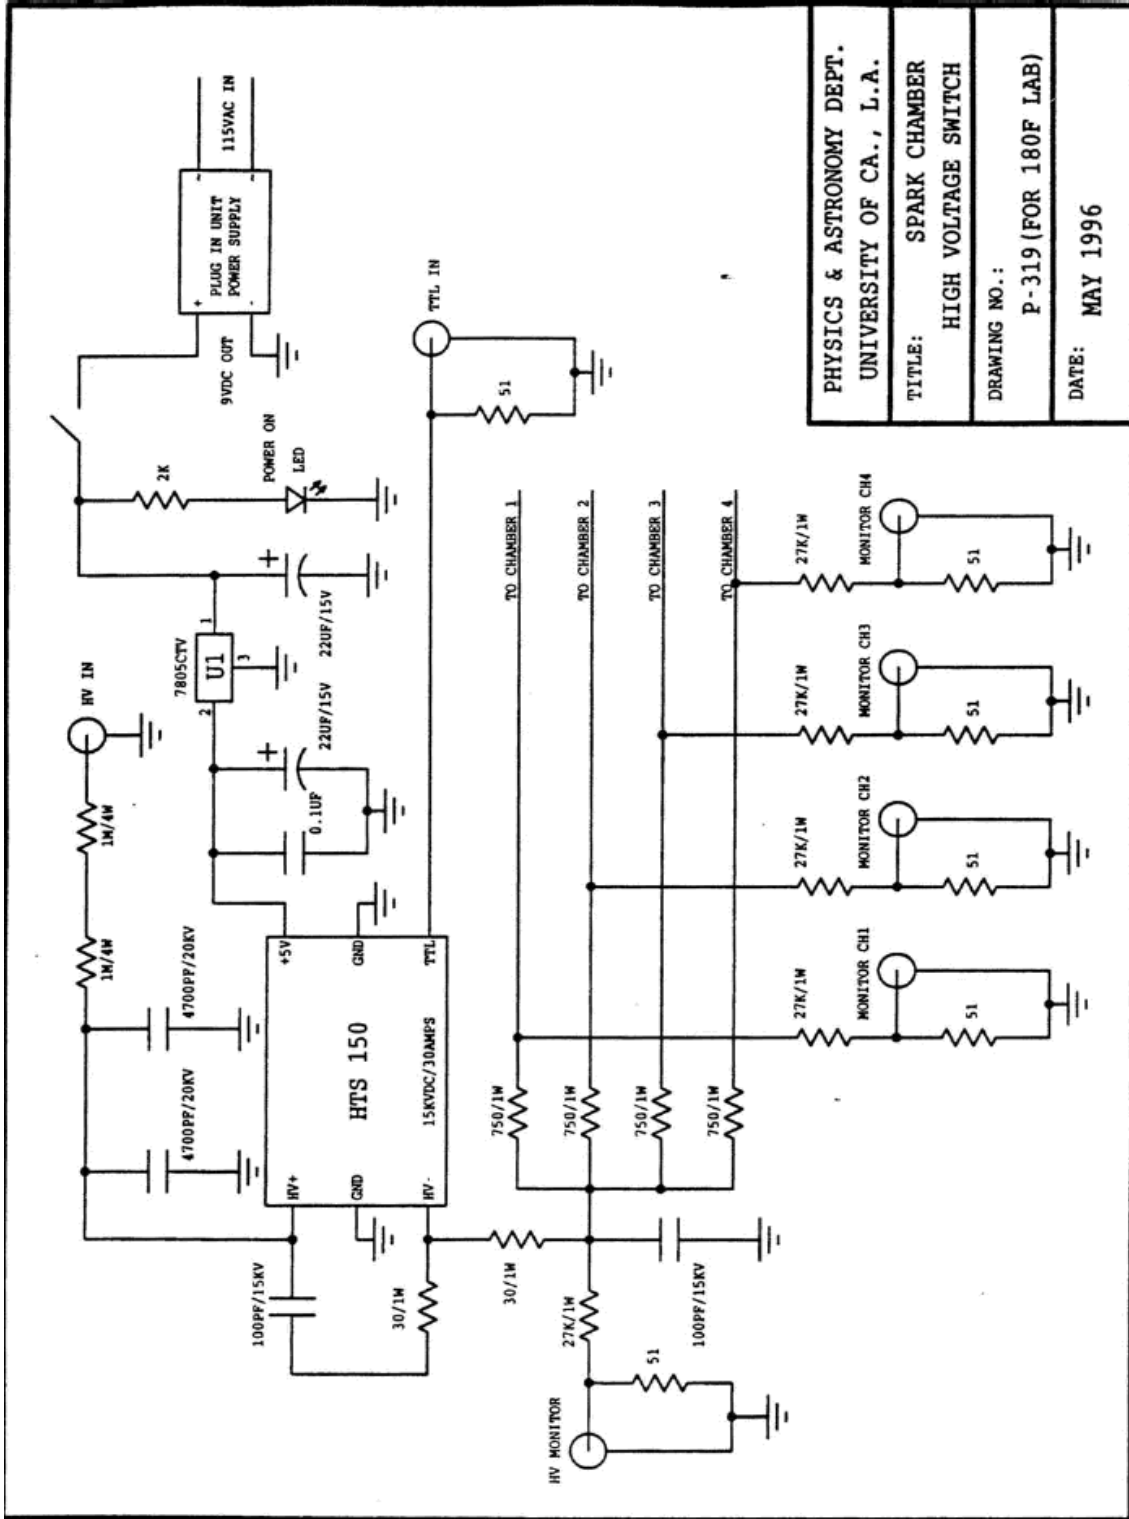 115VAC IN
PLUG IN UNIT
POWER SUPPLY
~
~
+
-
9VDC OUT
POWER ON
LED
2K
+
22UF/15V
7805CTV
U1
1
2
3
+
22UF/15V
0.1UF
HV IN
1M/4W
1M/4W
4700PF/20KV
4700PF/20KV
TTL IN
51
+5V
GND
TTL
HTS 150
15KVDC/30AMPS
HV+
GND
HV-
100PF/15KV
30/1W
30/1W
27K/1W
100PF/15KV
51
HV MONITOR
750/1W
750/1W
750/1W
750/1W
TO CHAMBER 1
TO CHAMBER 2
TO CHAMBER 3
TO CHAMBER 4
27K/1W
MONITOR CH1
51
27K/1W
MONITOR CH2
51
27K/1W
MONITOR CH3
51
27K/1W
MONITOR CH4
51
PHYSICS & ASTRONOMY DEPT.
UNIVERSITY OF CA., L.A.
TITLE: SPARK CHAMBER
HIGH VOLTAGE SWITCH
DRAWING NO.:
P-319(FOR 180F LAB)
DATE: MAY 1996